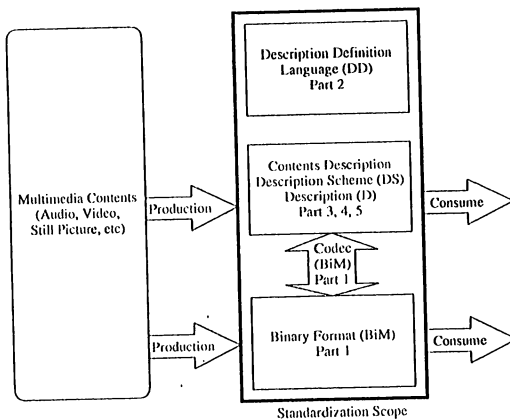 Description Definition
Language (DD)
Part 2
Multimedia Contents
(Audio, Video,
Still Picture, etc)
Production
Contents Description
Description Scheme (DS)
Description (D)
Part 3, 4, 5
Consume
Codec
(BiM)
Part 1
Production
Binary Format (BiM)
Part 1
Consume
Standardization Scope